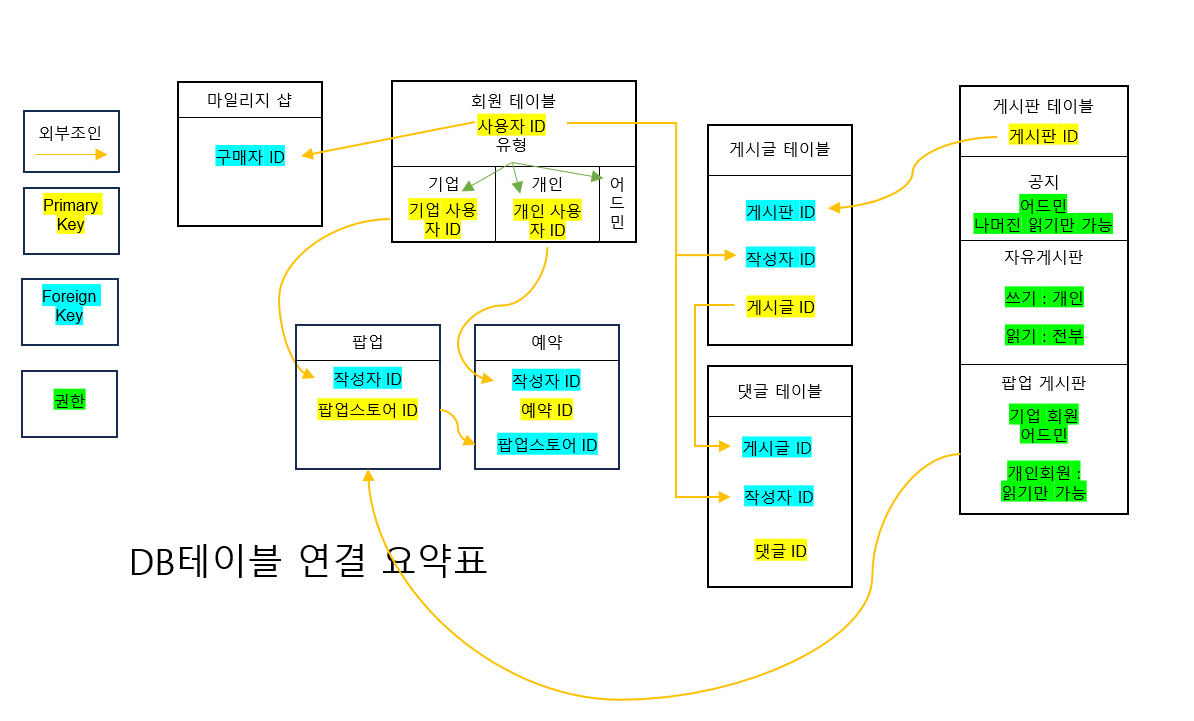 외부조인
Primary
Key
Foreign
Key
권한
마일리지 샵
구매자 ID
회원 테이블
사용자 ID
유형
기업
기업 사용
자 ID
개인
개인 사용
자 ID
어
드
민
팝업
작성자 ID
팝업스토어 ID
예약
작성자 ID
예약 ID
팝업스토어 ID
게시글 테이블
게시판 ID
작성자 ID
게시글 ID
댓글 테이블
게시글 ID
작성자 ID
댓글 ID
게시판 테이블
게시판 ID
공지
어드민
나머진 읽기만 가능
자유게시판
쓰기 : 개인
읽기 : 전부
팝업 게시판
기업 회원
어드민
개인회원 :
읽기만 가능
DB테이블 연결 요약표